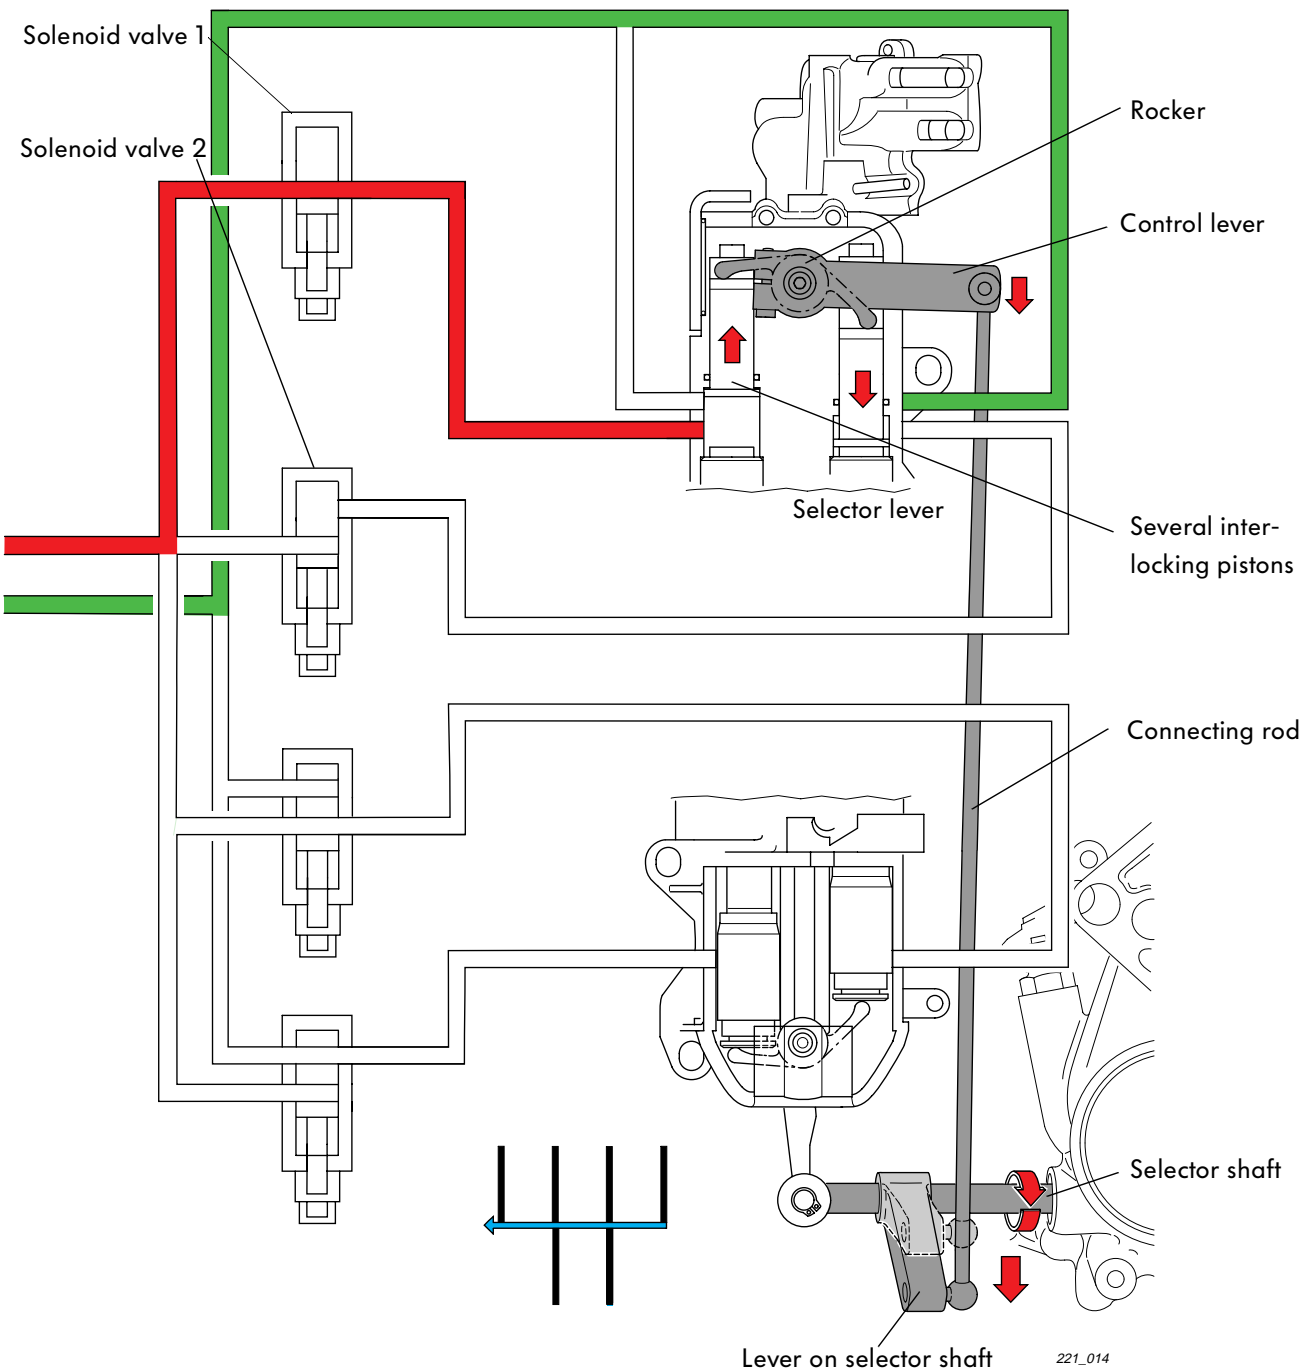 Solenoid valve 1
Solenoid valve 2
Rocker
Control lever
Selector lever
Several inter-
locking pistons
Connecting rod
Selector shaft
Lever on selector shaft
221_014